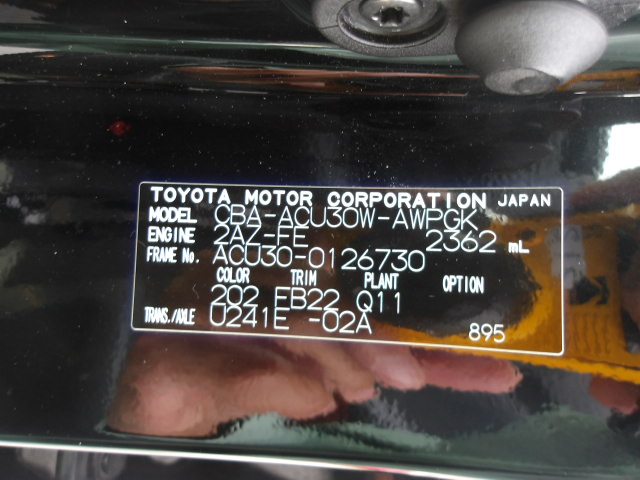 TOYOTA MOTOR CORPORATION JAPAN
MODEL CBA-ACU30W-AWPGK
ENGINE 2AZ-FE 2362 mL
FRAME No. ACU30-0126730
COLOR TRIM PLANT OPTION
202 FB22 Q11
TRANS./AXLE U241E -02A 895